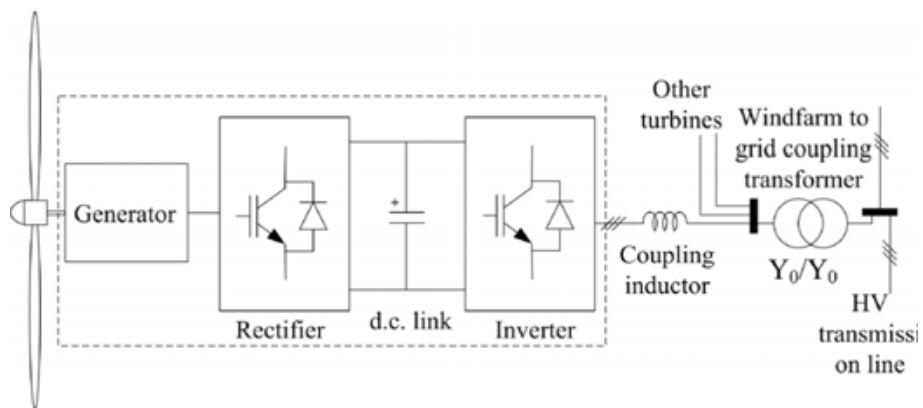 Generator
Rectifier
+
d.c. link
Inverter
Coupling
inductor
Other
turbines
Windfarm to
grid coupling
transformer
Y₀/Y₀
HV
transmissi
on line